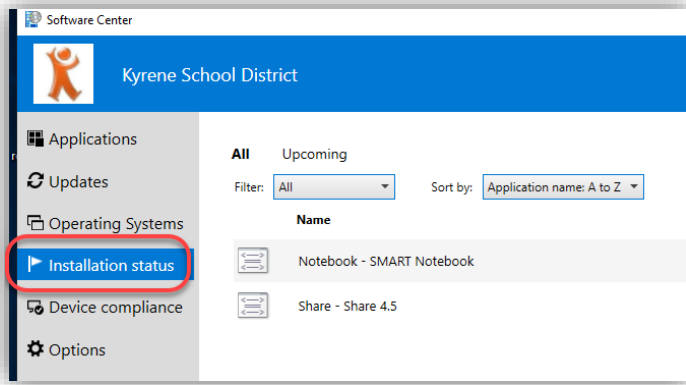 Software Center
Kyrene School District
Applications
Updates
Operating Systems
Installation status
Device compliance
Options
All Upcoming
Filter: All Sort by: Application name: A to Z
Name
Notebook - SMART Notebook
Share - Share 4.5